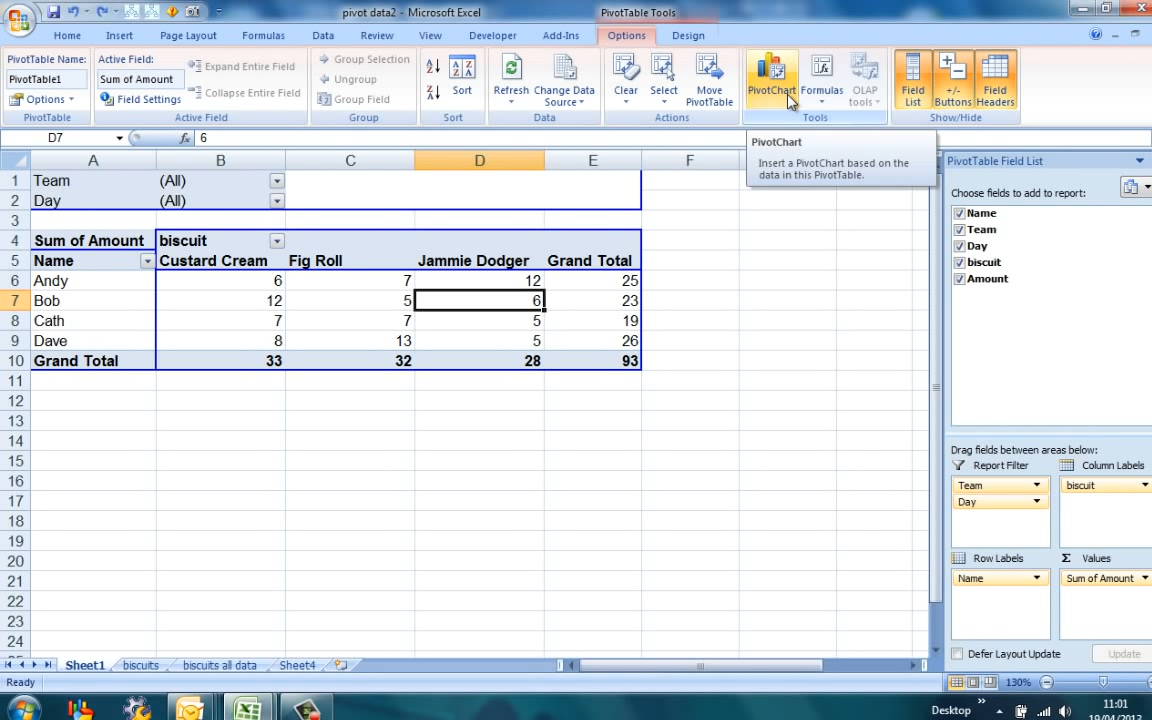 pivot data2 - Microsoft Excel
PivotTable Tools
Home Insert Page Layout Formulas Data Review View Developer Add-Ins Options Design
PivotTable Name:
PivotTable1
Options
PivotTable
Active Field:
Sum of Amount
Field Settings
Expand Entire Field
Collapse Entire Field
Active Field
Group Selection
Ungroup
Group Field
Group
Sort
Sort
Refresh
Change Data Source
Data
Clear
Select
Move PivotTable
Actions
PivotChart
Formulas
OLAP tools
Tools
Field List
+/- Buttons
Field Headers
Show/Hide
D7
fx 6
PivotChart
Insert a PivotChart based on the
data in this PivotTable.
A B C D E F
1 Team (All)
2 Day (All)
3
4 Sum of Amount biscuit
5 Name Custard Cream Fig Roll Jammie Dodger Grand Total
6 Andy 6 7 12 25
7 Bob 12 5 6 23
8 Cath 7 7 5 19
9 Dave 8 13 5 26
10 Grand Total 33 32 28 93
11
12
13
14
15
16
17
18
19
20
21
22
23
24
PivotTable Field List
Choose fields to add to report:
Name
Team
Day
biscuit
Amount
Drag fields between areas below:
Report Filter
Team
Day
Column Labels
biscuit
Row Labels
Name
Σ Values
Sum of Amount
Defer Layout Update
Update
Sheet1 biscuits biscuits all data Sheet4
Ready
130%
Desktop
11:01
19/04/2013